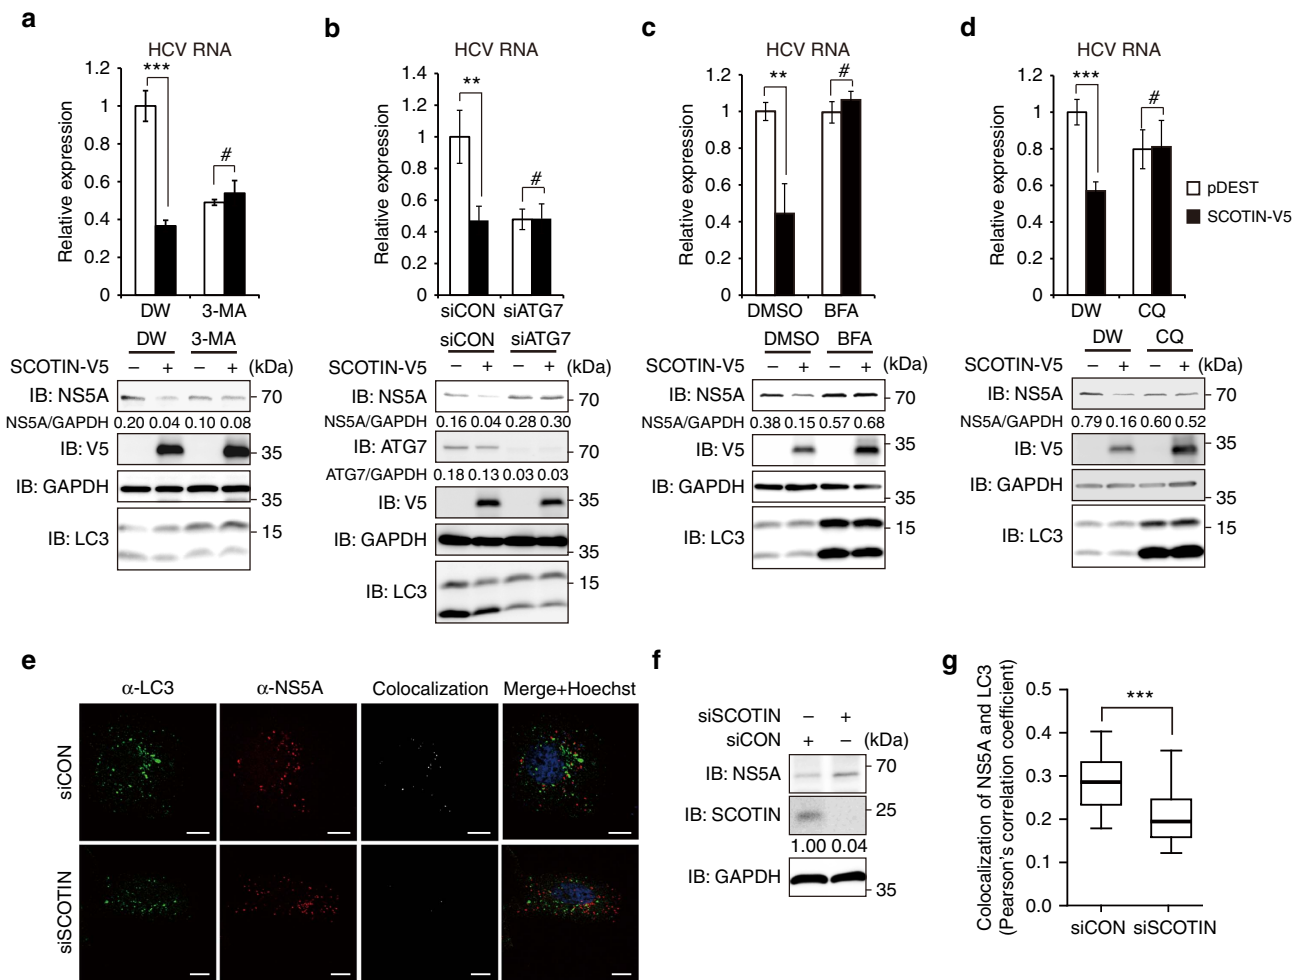 a
HCV RNA
Relative expression
1.2
1
0.8
0.6
0.4
0.2
0
***
#
DW 3-MA
DW 3-MA
SCOTIN-V5 – + – + (kDa)
IB: NS5A 70
NS5A/GAPDH 0.20 0.04 0.10 0.08
IB: V5 35
IB: GAPDH 35
IB: LC3 15
b
HCV RNA
Relative expression
1.4
1.2
1
0.8
0.6
0.4
0.2
0
**
#
siCON siATG7
siCON siATG7
SCOTIN-V5 – + – + (kDa)
IB: NS5A 70
NS5A/GAPDH 0.16 0.04 0.28 0.30
IB: ATG7 70
ATG7/GAPDH 0.18 0.13 0.03 0.03
IB: V5 35
IB: GAPDH 35
IB: LC3 15
c
HCV RNA
Relative expression
1.2
1
0.8
0.6
0.4
0.2
0
**
#
DMSO BFA
DMSO BFA
SCOTIN-V5 – + – + (kDa)
IB: NS5A 70
NS5A/GAPDH 0.38 0.15 0.57 0.68
IB: V5 35
IB: GAPDH 35
IB: LC3 15
d
HCV RNA
Relative expression
1.2
1
0.8
0.6
0.4
0.2
0
***
#
DW CQ
pDEST
SCOTIN-V5
DW CQ
SCOTIN-V5 – + – + (kDa)
IB: NS5A 70
NS5A/GAPDH 0.79 0.16 0.60 0.52
IB: V5 35
IB: GAPDH 35
IB: LC3 15
e
α-LC3 α-NS5A Colocalization Merge+Hoechst
siCON
siSCOTIN
f
siSCOTIN – +
siCON + – (kDa)
IB: NS5A 70
IB: SCOTIN 25
1.00 0.04
IB: GAPDH 35
g
Colocalization of NS5A and LC3
(Pearson's correlation coefficient)
0.5
0.4
0.3
0.2
0.1
0.0
***
siCON siSCOTIN